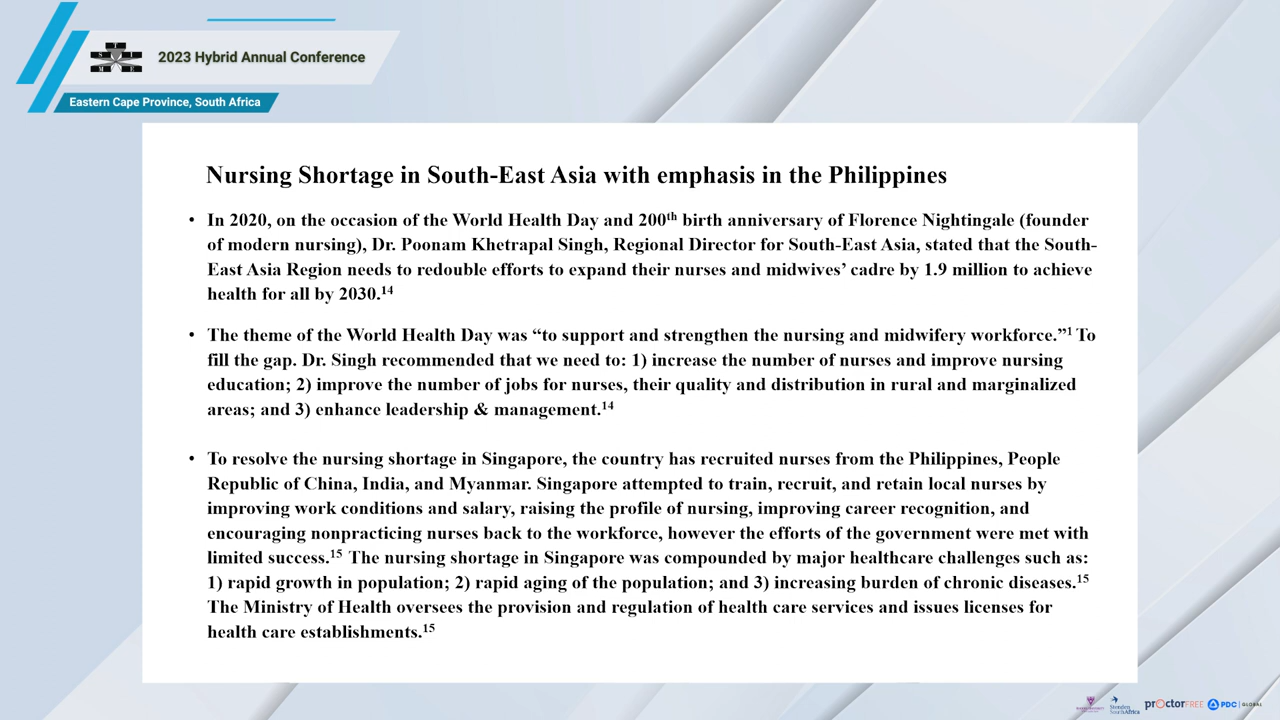 2023 Hybrid Annual Conference
Eastern Cape Province, South Africa
Nursing Shortage in South-East Asia with emphasis in the Philippines
• In 2020, on the occasion of the World Health Day and 200th birth anniversary of Florence Nightingale (founder
of modern nursing), Dr. Poonam Khetrapal Singh, Regional Director for South-East Asia, stated that the South-
East Asia Region needs to redouble efforts to expand their nurses and midwives’ cadre by 1.9 million to achieve
health for all by 2030.14
• The theme of the World Health Day was “to support and strengthen the nursing and midwifery workforce.”1 To
fill the gap. Dr. Singh recommended that we need to: 1) increase the number of nurses and improve nursing
education; 2) improve the number of jobs for nurses, their quality and distribution in rural and marginalized
areas; and 3) enhance leadership & management.14
• To resolve the nursing shortage in Singapore, the country has recruited nurses from the Philippines, People
Republic of China, India, and Myanmar. Singapore attempted to train, recruit, and retain local nurses by
improving work conditions and salary, raising the profile of nursing, improving career recognition, and
encouraging nonpracticing nurses back to the workforce, however the efforts of the government were met with
limited success.15 The nursing shortage in Singapore was compounded by major healthcare challenges such as:
1) rapid growth in population; 2) rapid aging of the population; and 3) increasing burden of chronic diseases.15
The Ministry of Health oversees the provision and regulation of health care services and issues licenses for
health care establishments.15
Stenden
South Africa
prOctorFREE
PDC | GLOBAL